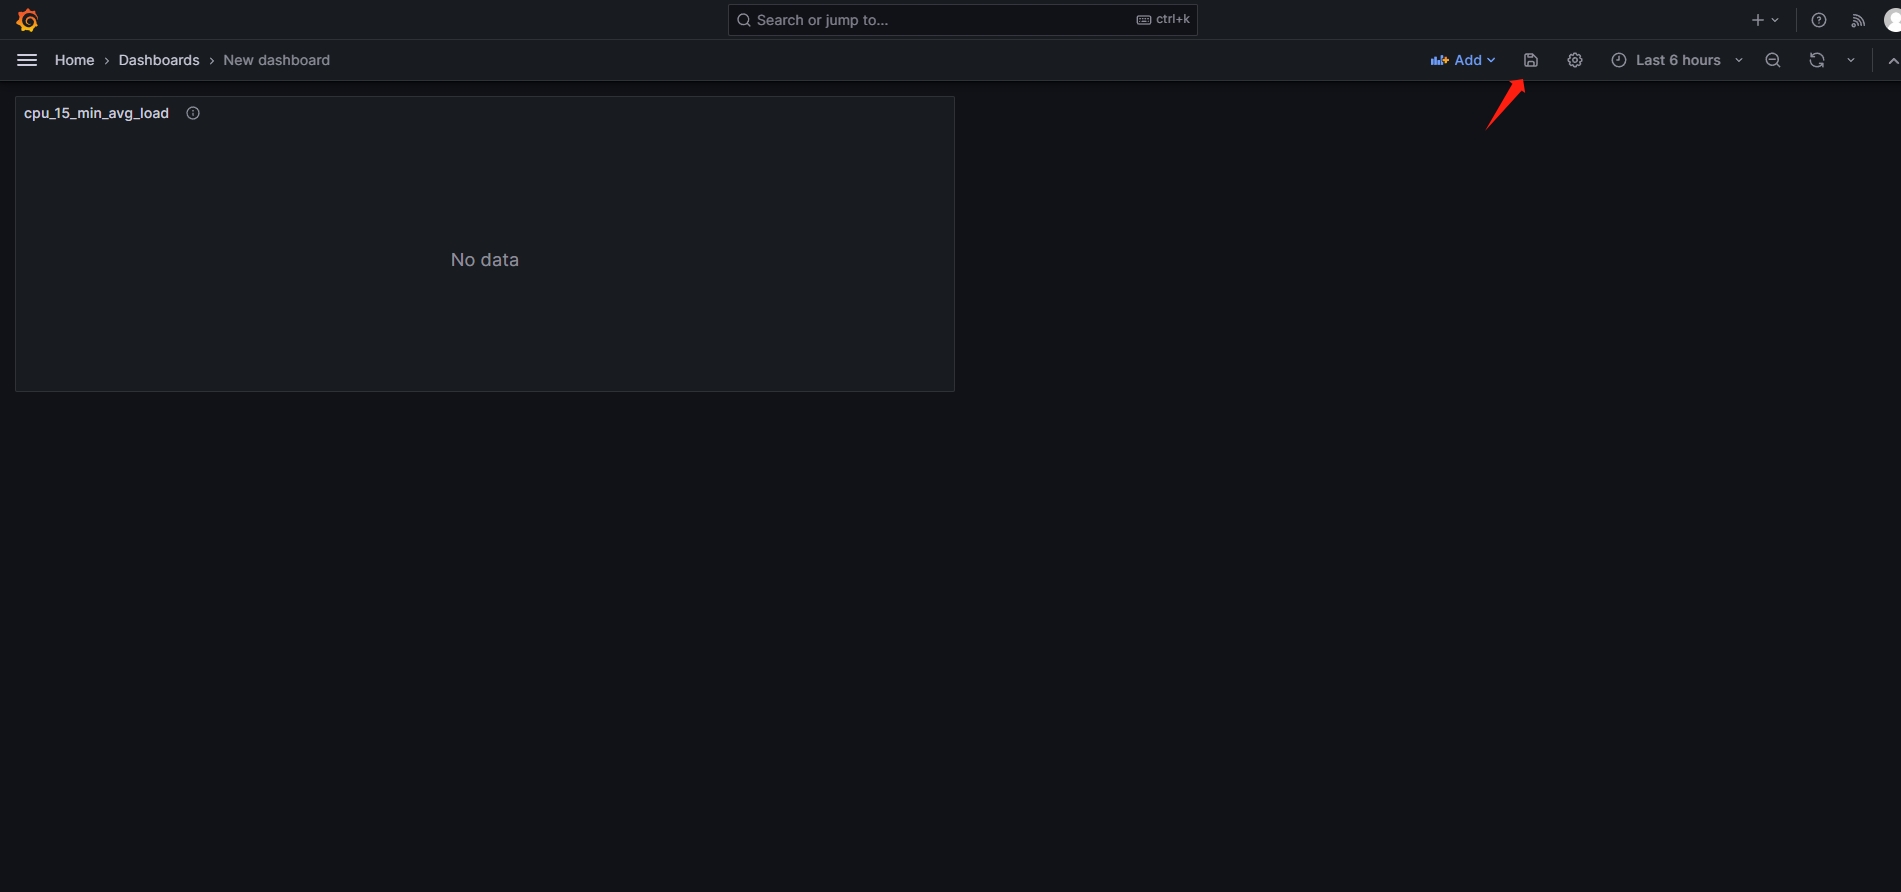 Search or jump to...
ctrl+k
Home › Dashboards › New dashboard
Add
Last 6 hours
cpu_15_min_avg_load
No data